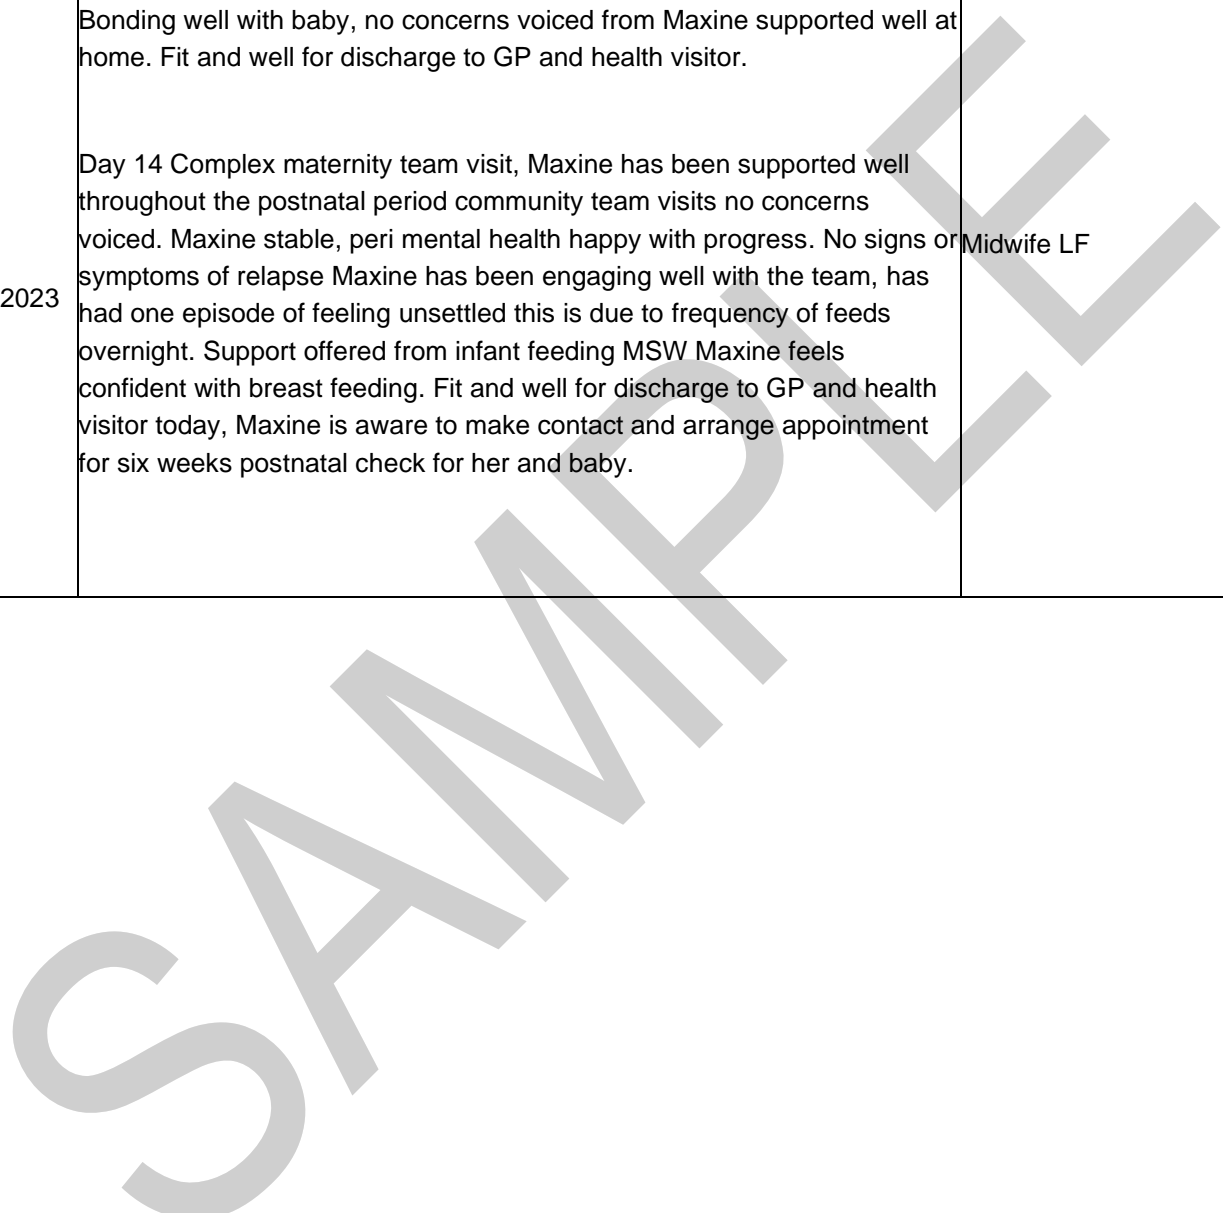 Bonding well with baby, no concerns voiced from Maxine supported well at
home. Fit and well for discharge to GP and health visitor.
Day 14 Complex maternity team visit, Maxine has been supported well
throughout the postnatal period community team visits no concerns
voiced. Maxine stable, peri mental health happy with progress. No signs or
Midwife LF
symptoms of relapse Maxine has been engaging well with the team, has
2023
had one episode of feeling unsettled this is due to frequency of feeds
overnight. Support offered from infant feeding MSW Maxine feels
confident with breast feeding. Fit and well for discharge to GP and health
visitor today, Maxine is aware to make contact and arrange appointment
for six weeks postnatal check for her and baby.
SAMPLE